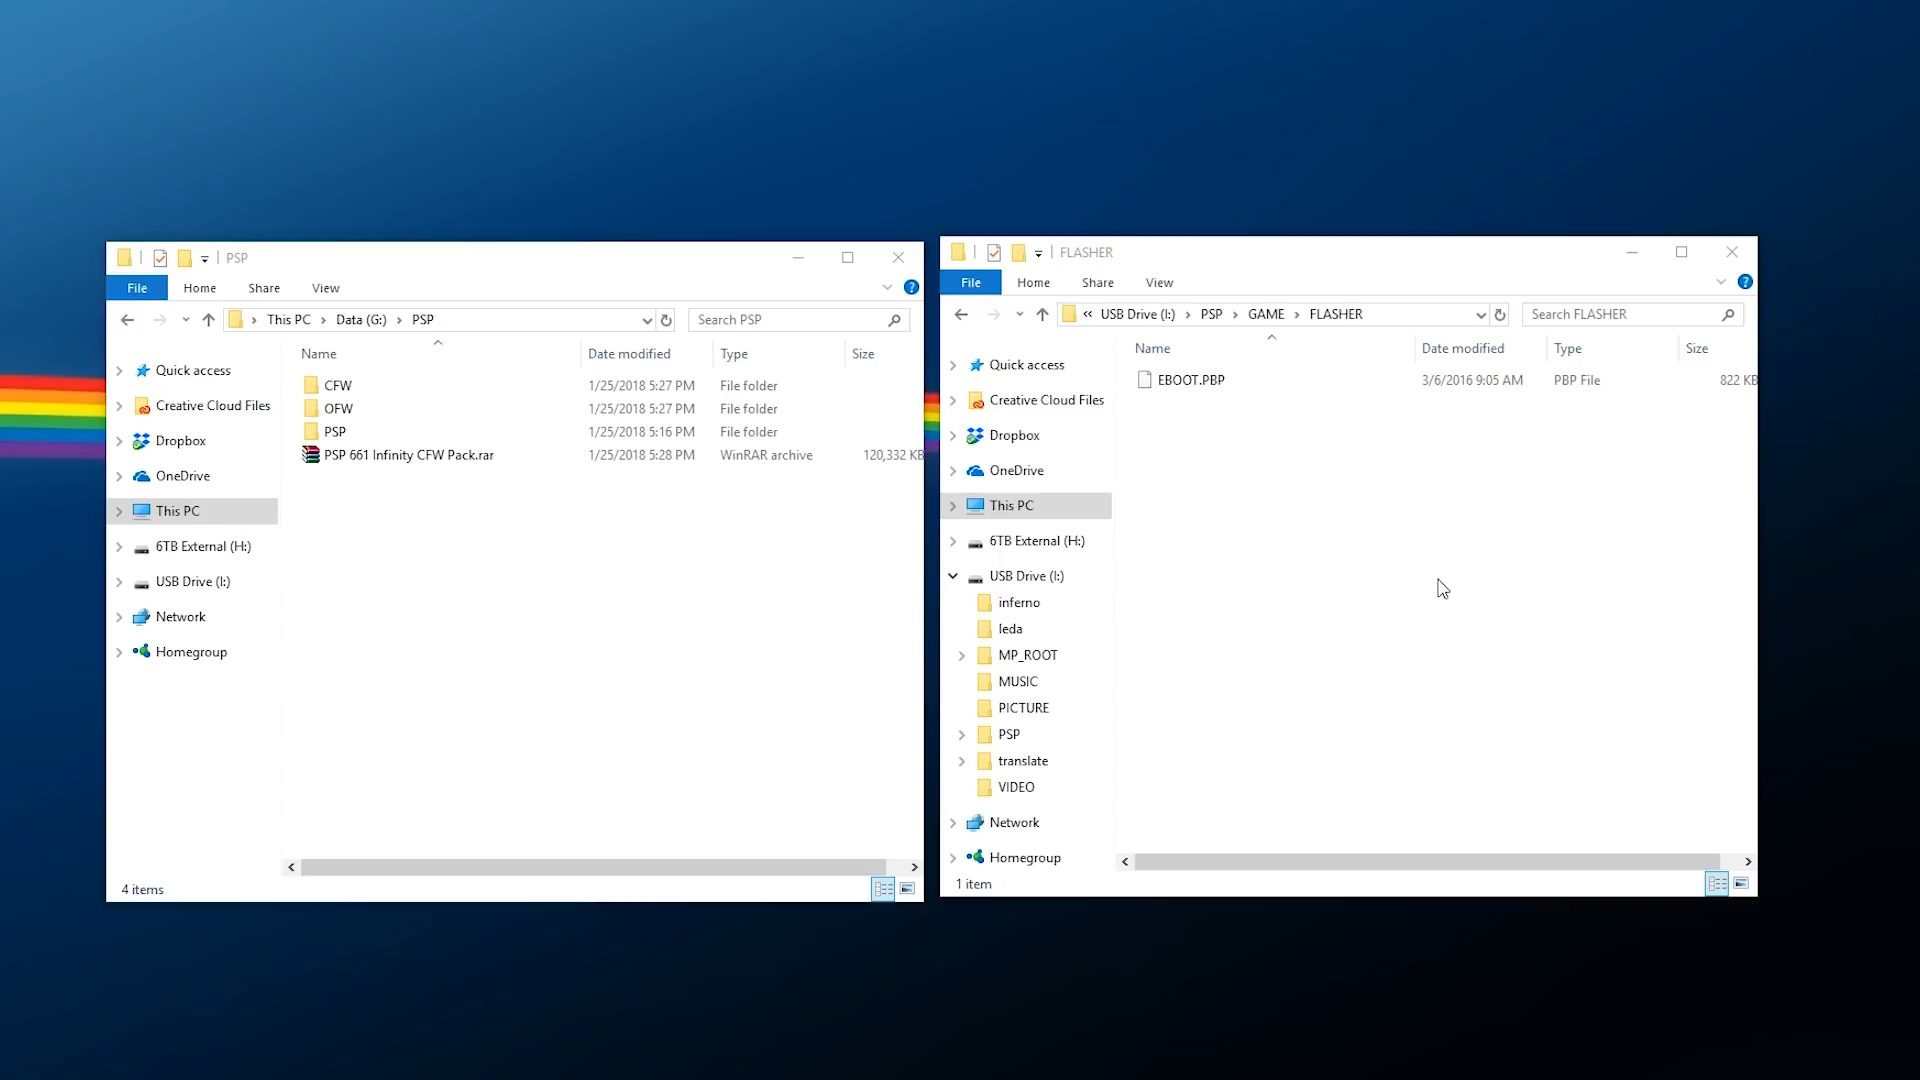 PSP
File Home Share View
This PC Data (G:) PSP
Search PSP
Name Date modified Type Size
CFW 1/25/2018 5:27 PM File folder
OFW 1/25/2018 5:27 PM File folder
PSP 1/25/2018 5:16 PM File folder
PSP 661 Infinity CFW Pack.rar 1/25/2018 5:28 PM WinRAR archive 120,332 KB
Quick access
Creative Cloud Files
Dropbox
OneDrive
This PC
6TB External (H:)
USB Drive (I:)
Network
Homegroup
4 items
FLASHER
File Home Share View
« USB Drive (I:) PSP GAME FLASHER
Search FLASHER
Name Date modified Type Size
EBOOT.PBP 3/6/2016 9:05 AM PBP File 822 KB
Quick access
Creative Cloud Files
Dropbox
OneDrive
This PC
6TB External (H:)
USB Drive (I:)
inferno
leda
MP_ROOT
MUSIC
PICTURE
PSP
translate
VIDEO
Network
Homegroup
1 item